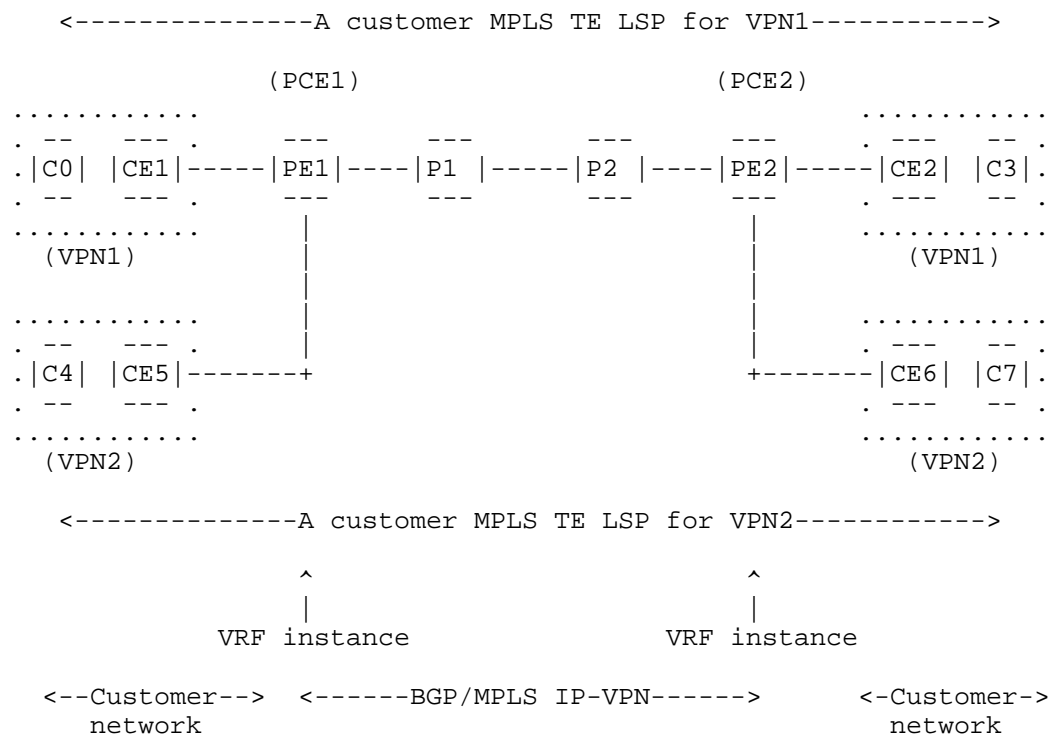 <---------------A customer MPLS TE LSP for VPN1----------->
(PCE1) (PCE2)
|C0| |CE1|-----|PE1|----|P1 |-----|P2 |----|PE2|-----|CE2| |C3|
(VPN1) (VPN1)
|C4| |CE5|-------+ +-------|CE6| |C7|
(VPN2) (VPN2)
<--------------A customer MPLS TE LSP for VPN2------------>
VRF instance VRF instance
<--Customer--> <------BGP/MPLS IP-VPN------> <-Customer->
network network